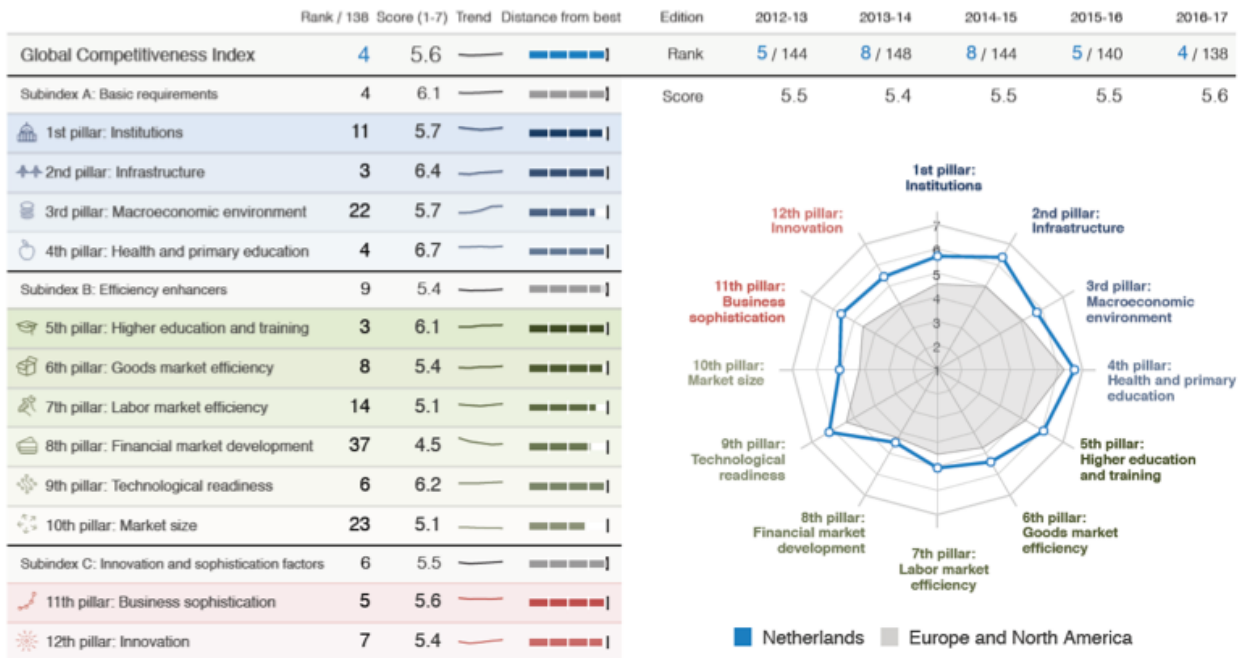 Rank / 138 Score (1-7) Trend Distance from best
Global Competitiveness Index 4 5.6
Subindex A: Basic requirements 4 6.1
1st pillar: Institutions 11 5.7
2nd pillar: Infrastructure 3 6.4
3rd pillar: Macroeconomic environment 22 5.7
4th pillar: Health and primary education 4 6.7
Subindex B: Efficiency enhancers 9 5.4
5th pillar: Higher education and training 3 6.1
6th pillar: Goods market efficiency 8 5.4
7th pillar: Labor market efficiency 14 5.1
8th pillar: Financial market development 37 4.5
9th pillar: Technological readiness 6 6.2
10th pillar: Market size 23 5.1
Subindex C: Innovation and sophistication factors 6 5.5
11th pillar: Business sophistication 5 5.6
12th pillar: Innovation 7 5.4
Edition 2012-13 2013-14 2014-15 2015-16 2016-17
Rank 5 / 144 8 / 148 8 / 144 5 / 140 4 / 138
Score 5.5 5.4 5.5 5.5 5.6
1st pillar:
Institutions
2nd pillar:
Infrastructure
3rd pillar:
Macroeconomic
environment
4th pillar:
Health and primary
education
5th pillar:
Higher education
and training
6th pillar:
Goods market
efficiency
7th pillar:
Labor market
efficiency
8th pillar:
Financial market
development
9th pillar:
Technological
readiness
10th pillar:
Market size
11th pillar:
Business
sophistication
12th pillar:
Innovation
7
6
5
4
3
2
1
Netherlands Europe and North America